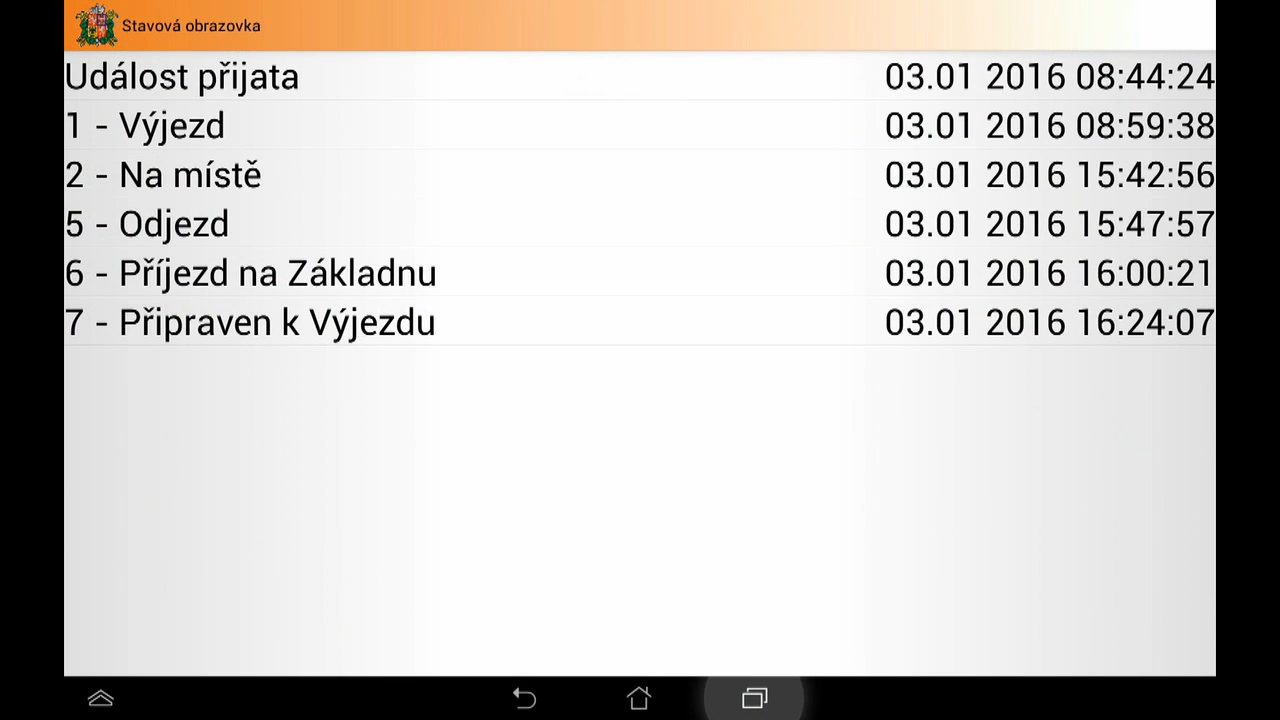 Stavová obrazovka
Událost přijata 03.01 2016 08:44:24
1 - Výjezd 03.01 2016 08:59:38
2 - Na místě 03.01 2016 15:42:56
5 - Odjezd 03.01 2016 15:47:57
6 - Příjezd na Základnu 03.01 2016 16:00:21
7 - Připraven k Výjezdu 03.01 2016 16:24:07